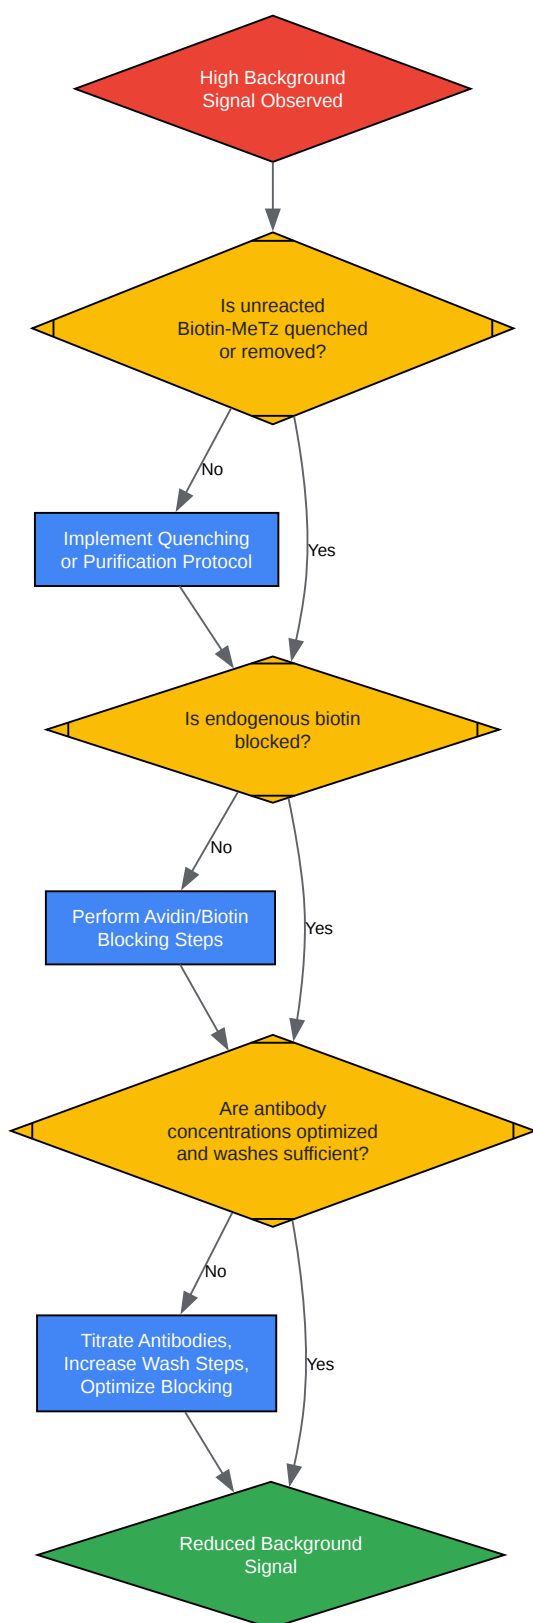 High Background
Signal Observed
Is unreacted
Biotin-MeTz quenched
or removed?
No
Implement Quenching
or Purification Protocol
Yes
Is endogenous biotin
blocked?
No
Perform Avidin/Biotin
Blocking Steps
Yes
Are antibody
concentrations optimized
and washes sufficient?
No
Titrate Antibodies,
Increase Wash Steps,
Optimize Blocking
Yes
Reduced Background
Signal